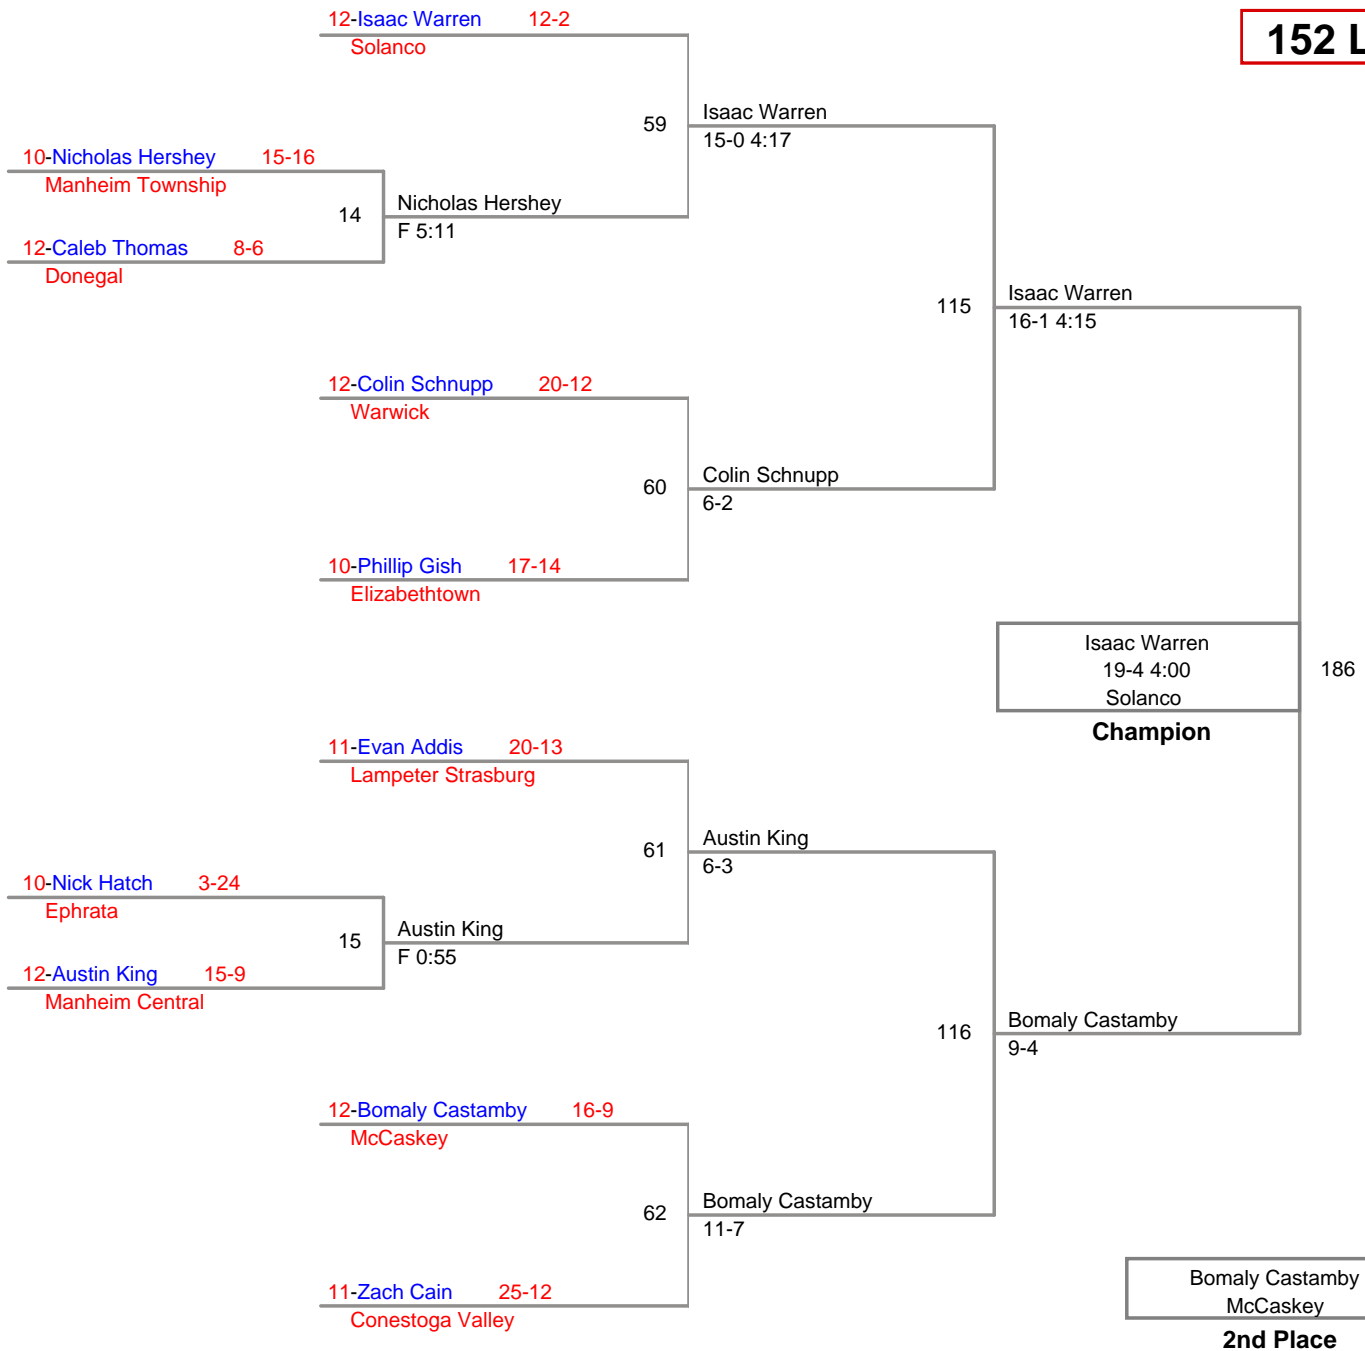 12-Isaac Warren 12-2
Solanco
152 L
59
Isaac Warren
15-0 4:17
10-Nicholas Hershey 15-16
Manheim Township
14
Nicholas Hershey
F 5:11
12-Caleb Thomas 8-6
Donegal
115
Isaac Warren
16-1 4:15
12-Colin Schnupp 20-12
Warwick
60
Colin Schnupp
6-2
10-Phillip Gish 17-14
Elizabethtown
Isaac Warren
19-4 4:00
Solanco
186
Champion
11-Evan Addis 20-13
Lampeter Strasburg
61
Austin King
6-3
10-Nick Hatch 3-24
Ephrata
15
Austin King
F 0:55
12-Austin King 15-9
Manheim Central
116
Bomaly Castamby
9-4
12-Bomaly Castamby 16-9
McCaskey
62
Bomaly Castamby
11-7
11-Zach Cain 25-12
Conestoga Valley
Bomaly Castamby
McCaskey
2nd Place